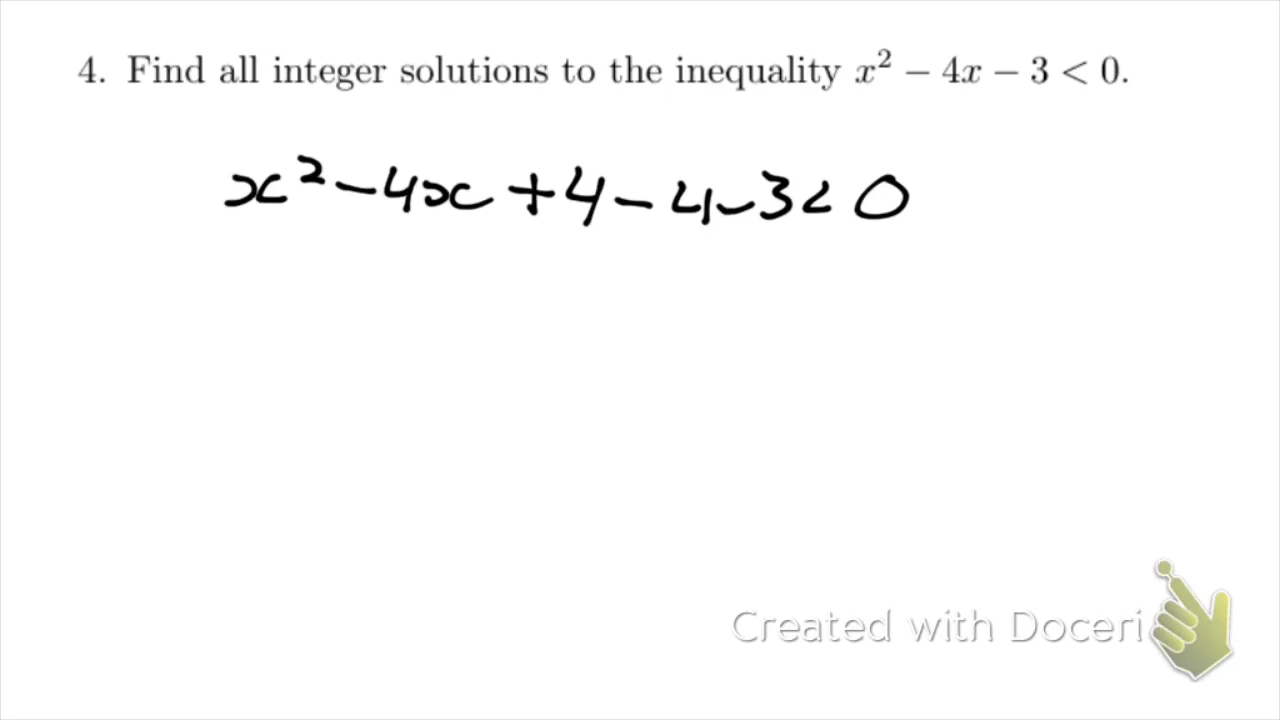 4. Find all integer solutions to the inequality x² − 4x − 3 < 0.
x² − 4x + 4 − 4 − 3 < 0
Created with Doceri